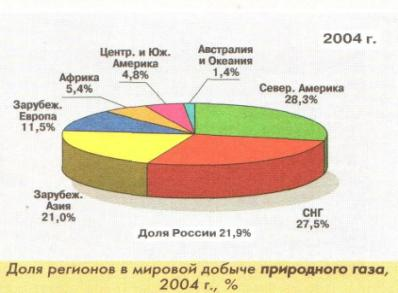 2004 г.
Центр. и Юж.
Америка
4,8%
Австралия
и Океания
1,4%
Африка
5,4%
Север. Америка
28,3%
Зарубеж.
Европа
11,5%
Зарубеж.
Азия
21,0%
СНГ
27,5%
Доля России 21,9%
Доля регионов в мировой добыче природного газа,
2004 г., %